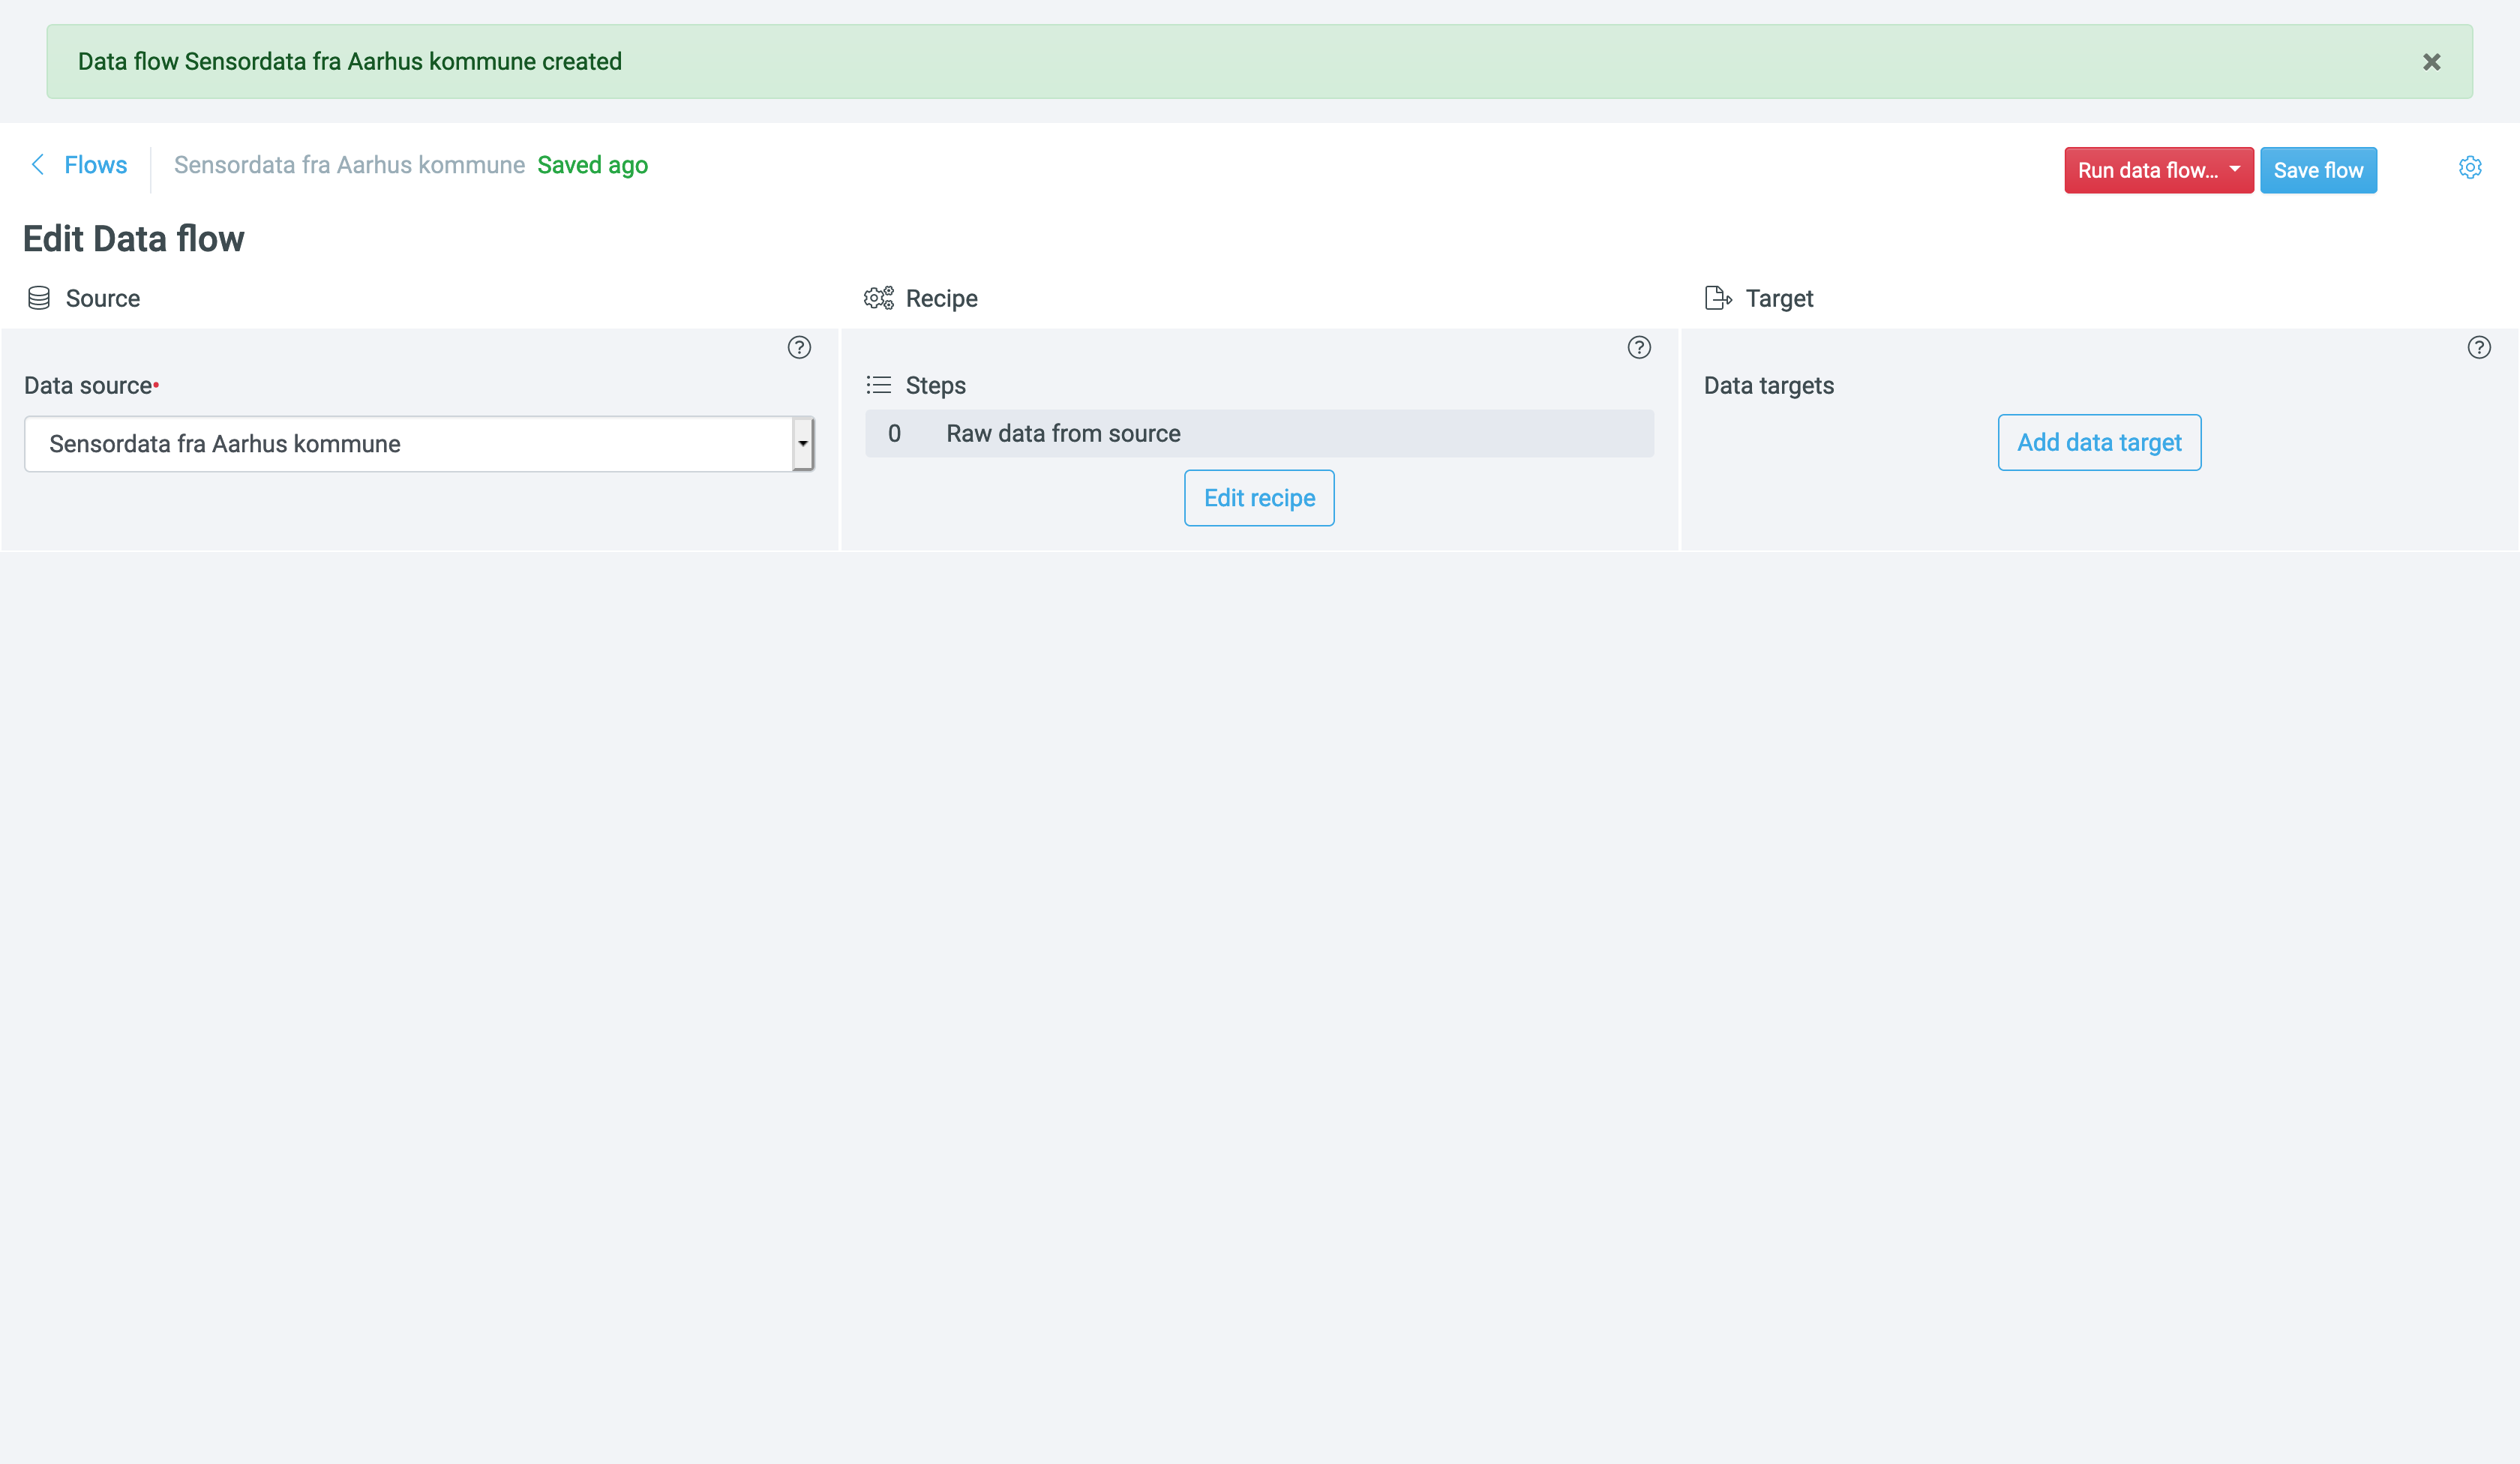 Data flow Sensordata fra Aarhus kommune created
Flows
Sensordata fra Aarhus kommune Saved ago
Run data flow...
Save flow
Edit Data flow
Source
Recipe
Target
Data source
Steps
Data targets
Sensordata fra Aarhus kommune
0 Raw data from source
Add data target
Edit recipe